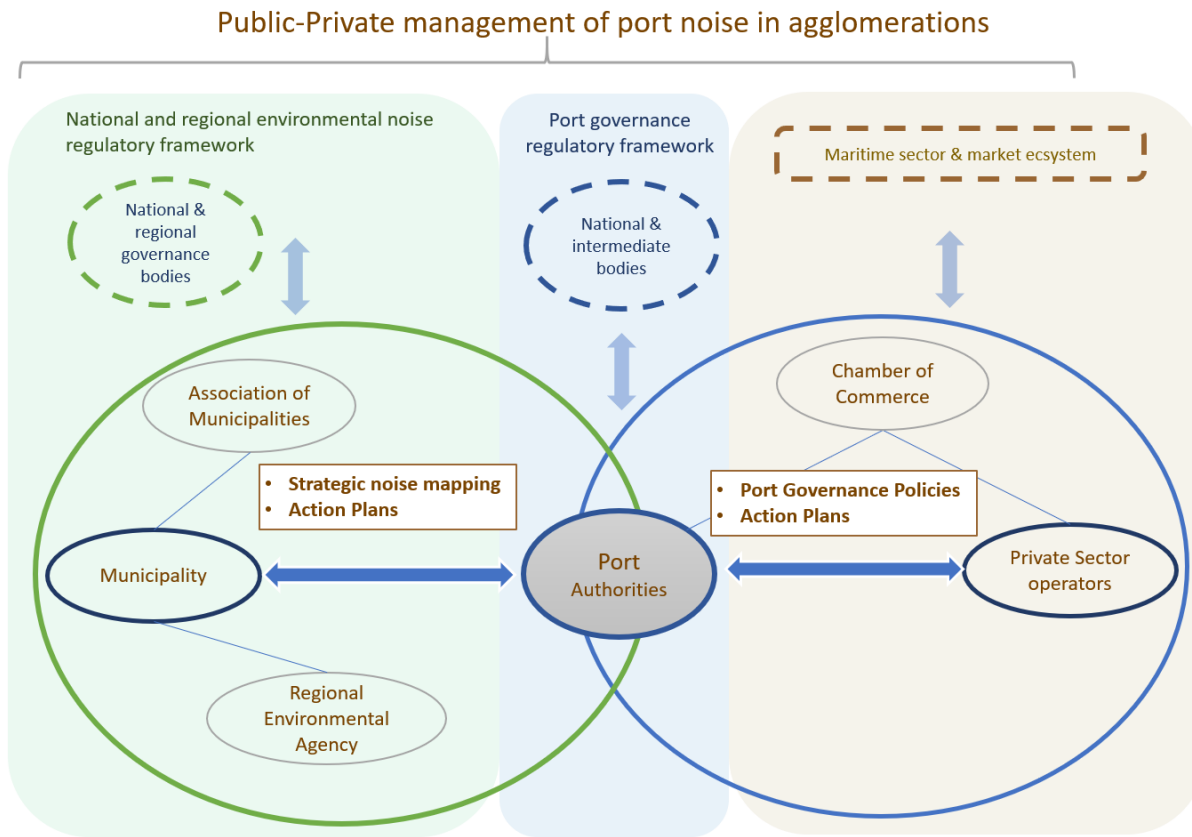 Public-Private management of port noise in agglomerations
National and regional environmental noise
regulatory framework
Port governance
regulatory framework
Maritime sector & market ecsystem
National &
regional
governance
bodies
National &
intermediate
bodies
Association of
Municipalities
Chamber of
Commerce
• Strategic noise mapping
• Action Plans
• Port Governance Policies
• Action Plans
Municipality
Port
Authorities
Private Sector
operators
Regional
Environmental
Agency